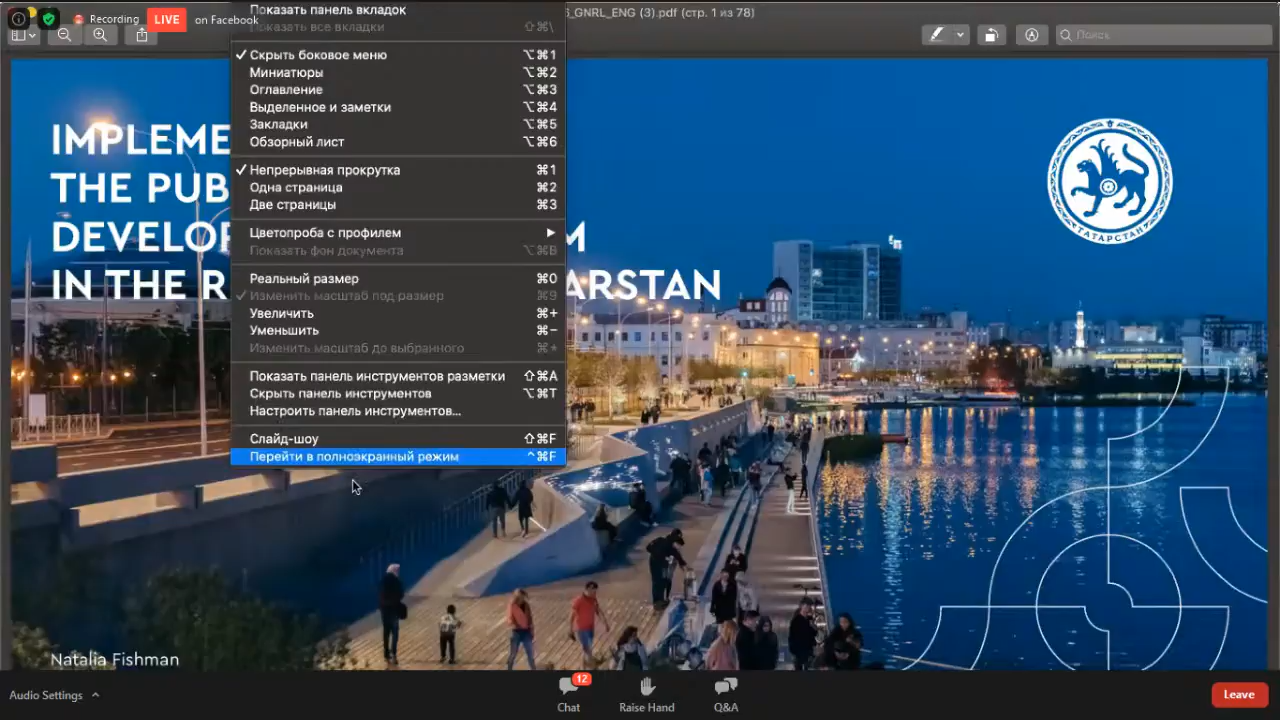 Recording
LIVE
on Facebook
Показать панель вкладок
Показать все вкладки ⇧⌘\
_GNRL_ENG (3).pdf (стр. 1 из 78)
Поиск
✓ Скрыть боковое меню ⌥⌘1
Миниатюры ⌥⌘2
Оглавление ⌥⌘3
Выделенное и заметки ⌥⌘4
Закладки ⌥⌘5
Обзорный лист ⌥⌘6
✓ Непрерывная прокрутка ⌘1
Одна страница ⌘2
Две страницы ⌘3
Цветопроба с профилем ▶
Показать фон документа ⌥⌘B
Реальный размер ⌘0
✓ Изменить масштаб под размер ⌘9
Увеличить ⌘+
Уменьшить ⌘−
Изменить масштаб до выбранного ⌘*
Показать панель инструментов разметки ⇧⌘A
Скрыть панель инструментов ⌥⌘T
Настроить панель инструментов...
Слайд-шоу ⇧⌘F
Перейти в полноэкранный режим ^⌘F
IMPLEME
THE PUB
DEVELO
IN THE R ARSTAN
ТАТАРСТАН
Natalia Fishman
Audio Settings
12
Chat
Raise Hand
Q&A
Leave